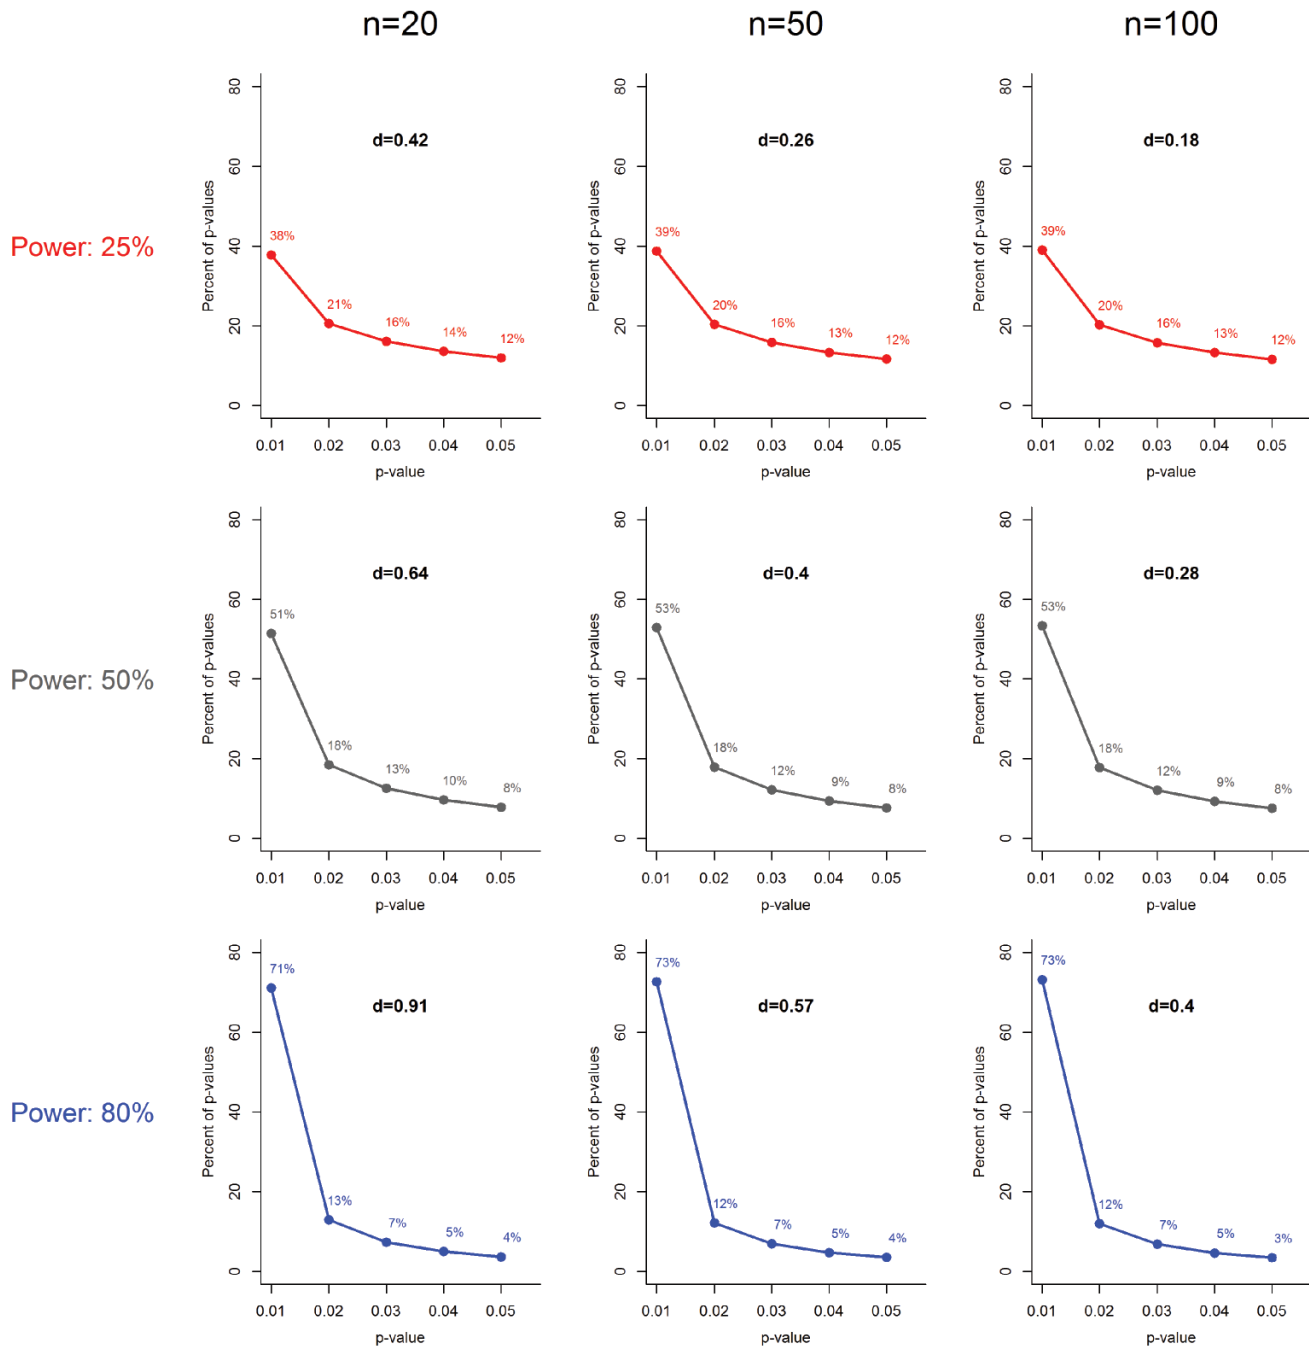 n=20
n=50
n=100
Power: 25%
Percent of p-values
80
60
40
20
0
d=0.42
38%
21%
16%
14%
12%
0.01 0.02 0.03 0.04 0.05
p-value
Percent of p-values
80
60
40
20
0
d=0.26
39%
20%
16%
13%
12%
0.01 0.02 0.03 0.04 0.05
p-value
Percent of p-values
80
60
40
20
0
d=0.18
39%
20%
16%
13%
12%
0.01 0.02 0.03 0.04 0.05
p-value
Power: 50%
Percent of p-values
80
60
40
20
0
d=0.64
51%
18%
13%
10%
8%
0.01 0.02 0.03 0.04 0.05
p-value
Percent of p-values
80
60
40
20
0
d=0.4
53%
18%
12%
9%
8%
0.01 0.02 0.03 0.04 0.05
p-value
Percent of p-values
80
60
40
20
0
d=0.28
53%
18%
12%
9%
8%
0.01 0.02 0.03 0.04 0.05
p-value
Power: 80%
Percent of p-values
80
60
40
20
0
d=0.91
71%
13%
7%
5%
4%
0.01 0.02 0.03 0.04 0.05
p-value
Percent of p-values
80
60
40
20
0
d=0.57
73%
12%
7%
5%
4%
0.01 0.02 0.03 0.04 0.05
p-value
Percent of p-values
80
60
40
20
0
d=0.4
73%
12%
7%
5%
3%
0.01 0.02 0.03 0.04 0.05
p-value